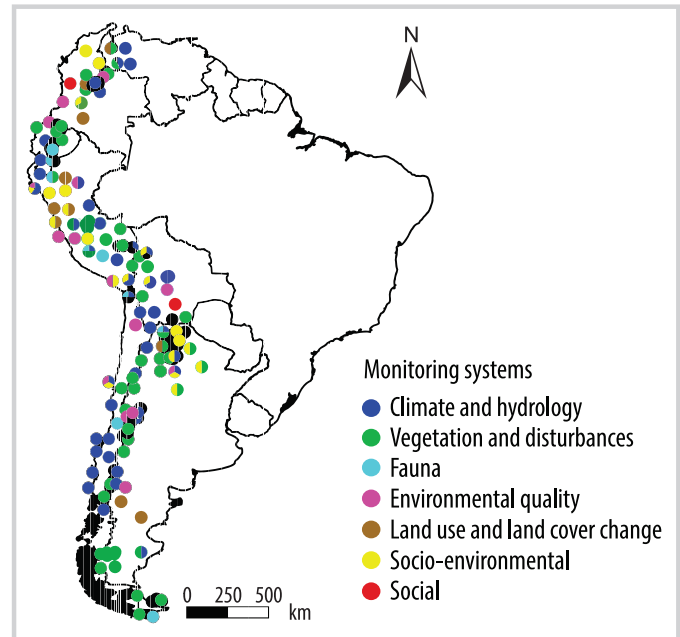 N
Monitoring systems
Climate and hydrology
Vegetation and disturbances
Fauna
Environmental quality
Land use and land cover change
Socio-environmental
Social
0 250 500
km